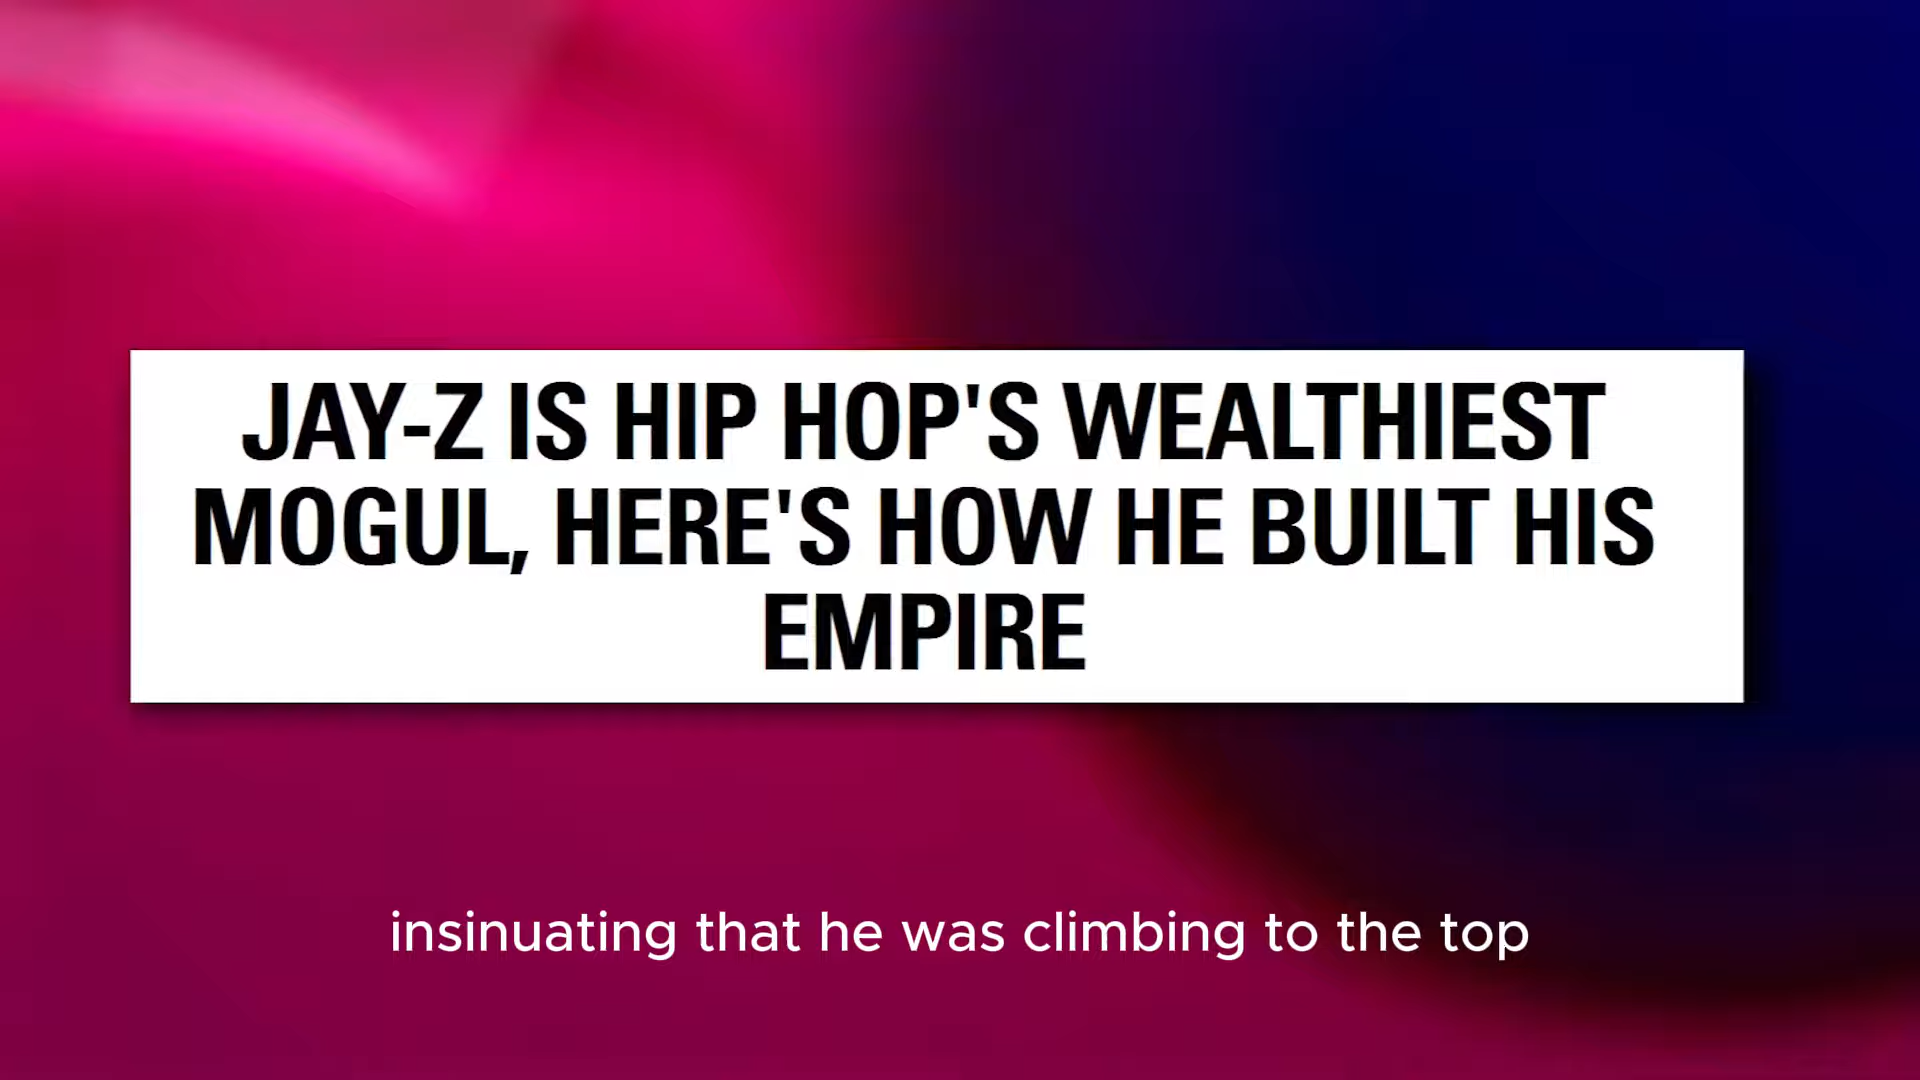 JAY-Z IS HIP HOP'S WEALTHIEST
MOGUL, HERE'S HOW HE BUILT HIS
EMPIRE
insinuating that he was climbing to the top